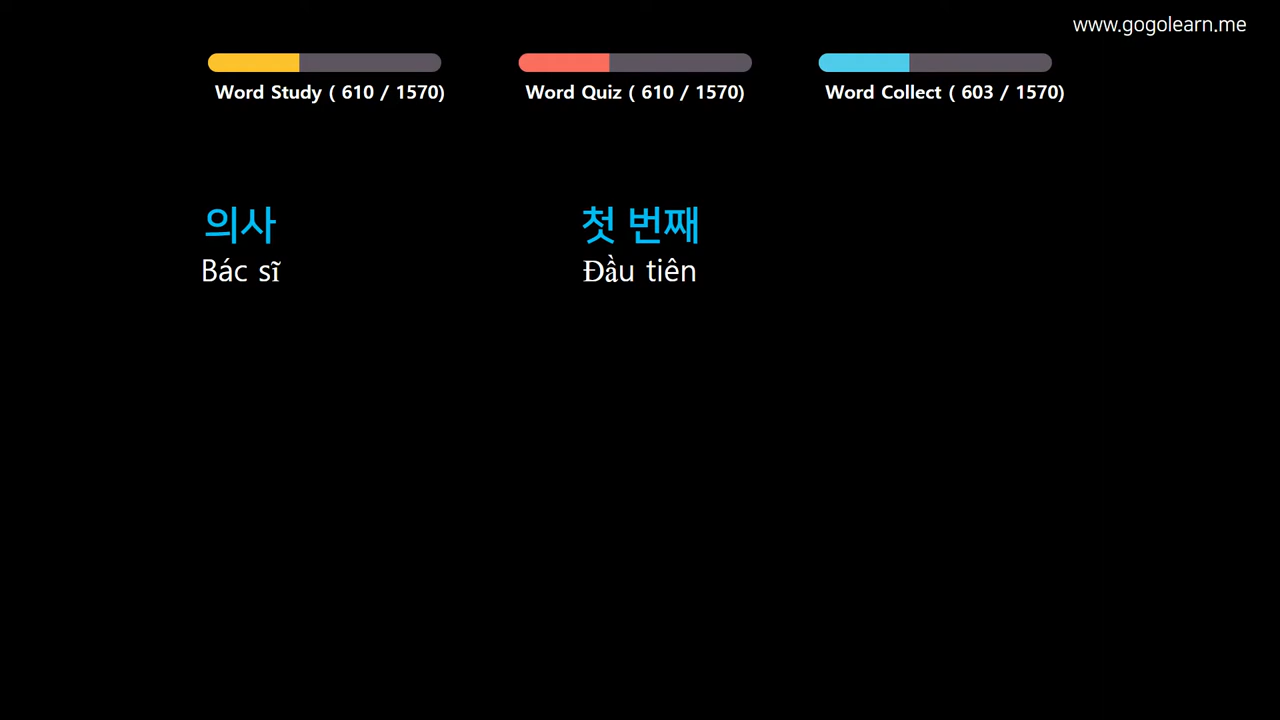 www.gogolearn.me
Word Study ( 610 / 1570)
Word Quiz ( 610 / 1570)
Word Collect ( 603 / 1570)
의사
Bác sĩ
첫 번째
Đầu tiên